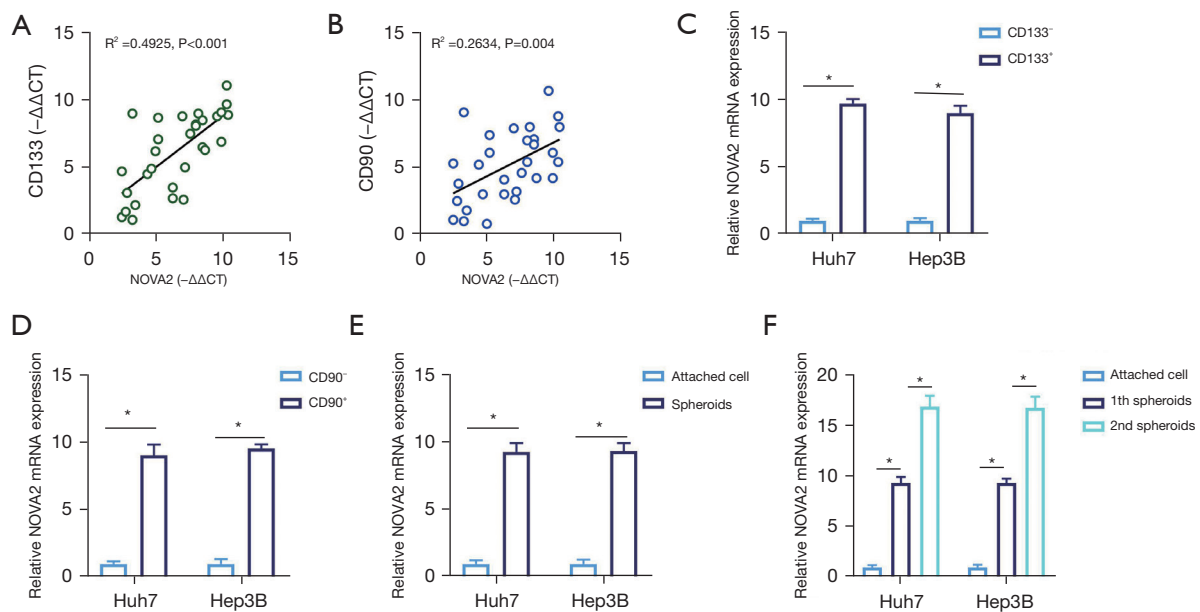 A
R² =0.4925, P<0.001
CD133 (−ΔΔCT)
15
10
5
0
0 5 10 15
NOVA2 (−ΔΔCT)
B
R² =0.2634, P=0.004
CD90 (−ΔΔCT)
15
10
5
0
0 5 10 15
NOVA2 (−ΔΔCT)
C
CD133⁻
CD133⁺
Relative NOVA2 mRNA expression
15
10
5
0
* *
Huh7 Hep3B
D
CD90⁻
CD90⁺
Relative NOVA2 mRNA expression
15
10
5
0
* *
Huh7 Hep3B
E
Attached cell
Spheroids
Relative NOVA2 mRNA expression
15
10
5
0
* *
Huh7 Hep3B
F
Attached cell
1th spheroids
2nd spheroids
Relative NOVA2 mRNA expression
20
15
10
5
0
* *
* *
Huh7 Hep3B